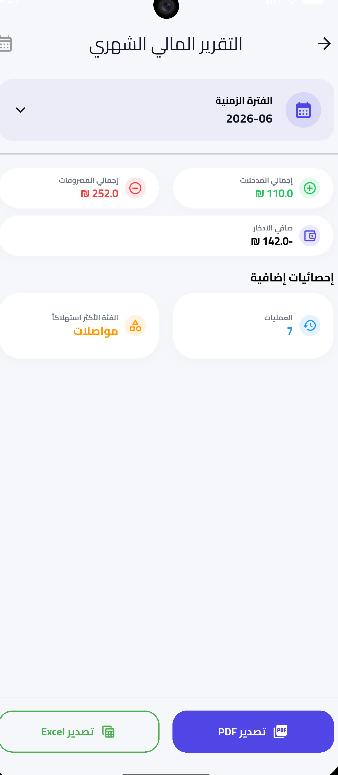 التقرير المالي الشهري
الفترة الزمنية
2026-06
إجمالي المدخلات
₪ 110.0
إجمالي المصروفات
₪ 252.0
صافي الادخار
₪ 142.0-
إحصائيات إضافية
العمليات
7
الفئة الأكثر استهلاكاً
مواصلات
تصدير PDF
تصدير Excel